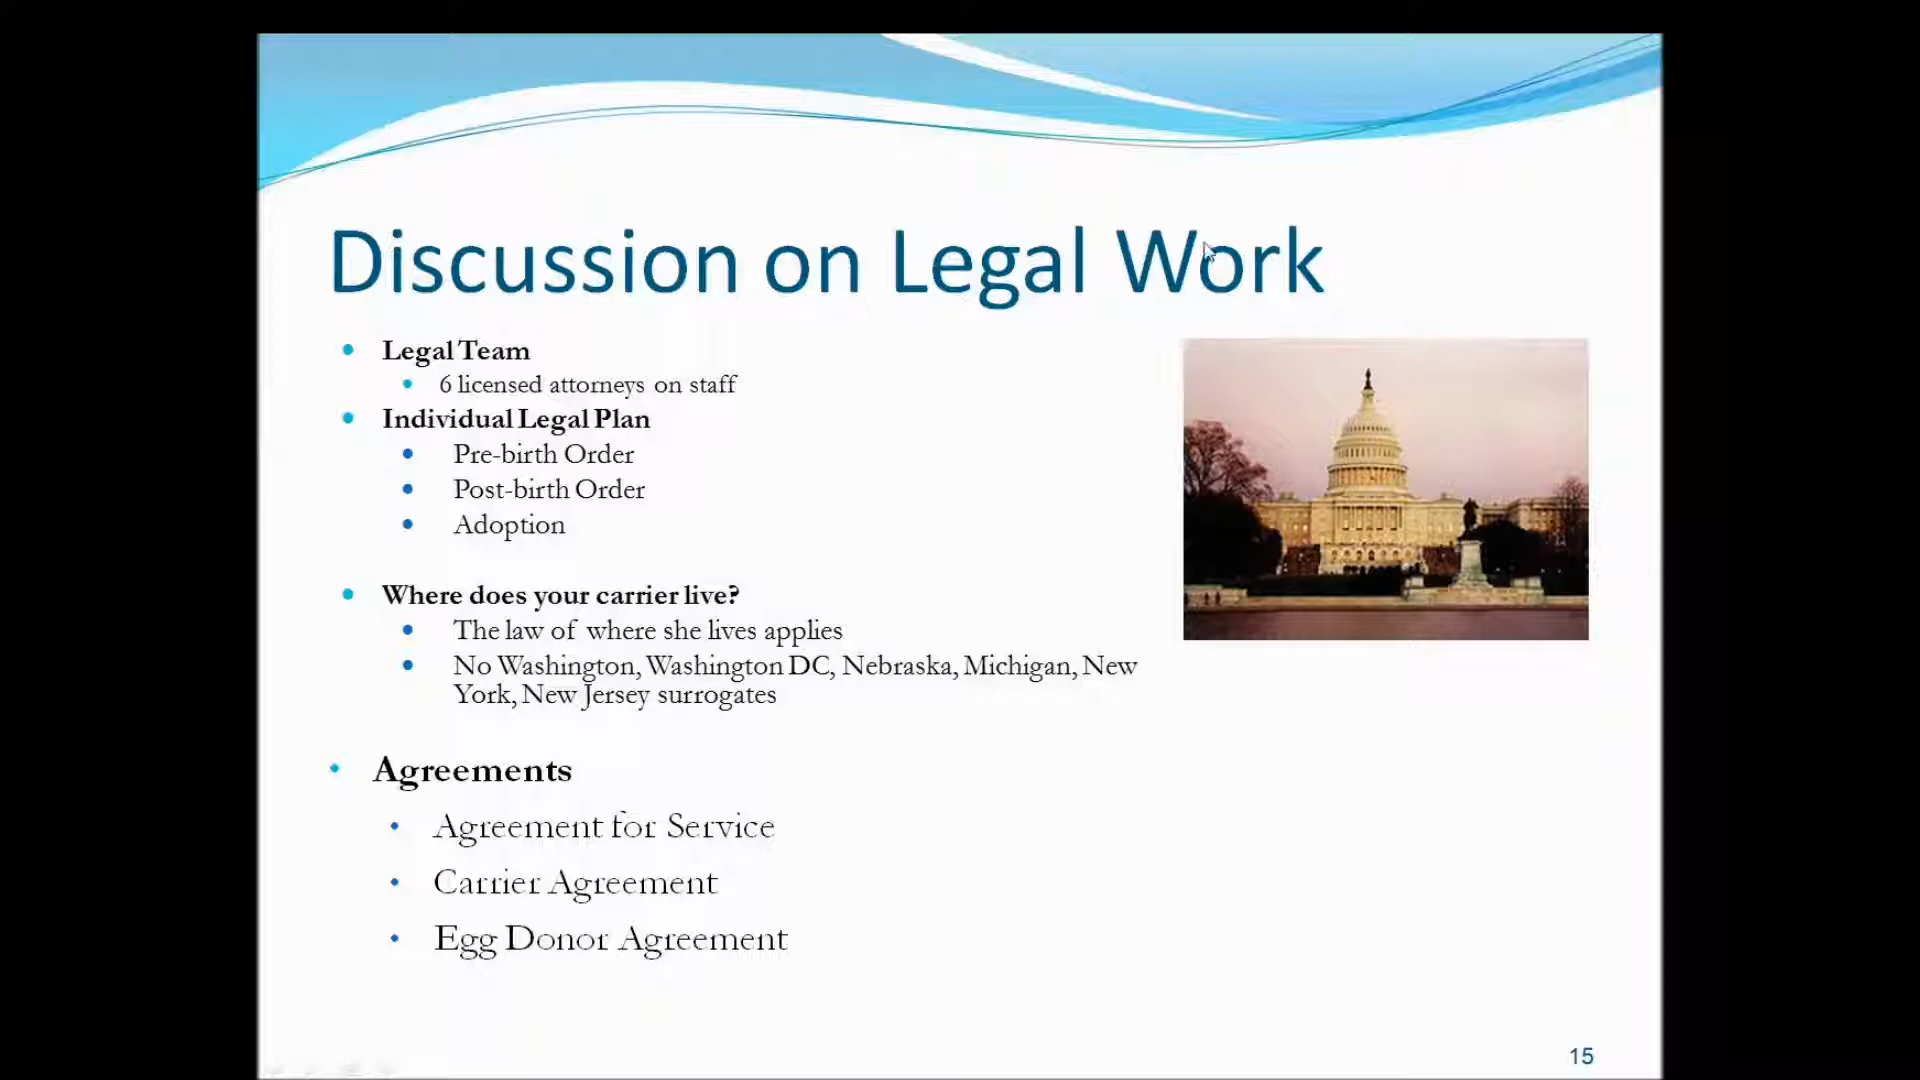 Discussion on Legal Work
Legal Team
6 licensed attorneys on staff
Individual Legal Plan
Pre-birth Order
Post-birth Order
Adoption
Where does your carrier live?
The law of where she lives applies
No Washington, Washington DC, Nebraska, Michigan, New
York, New Jersey surrogates
Agreements
Agreement for Service
Carrier Agreement
Egg Donor Agreement
15